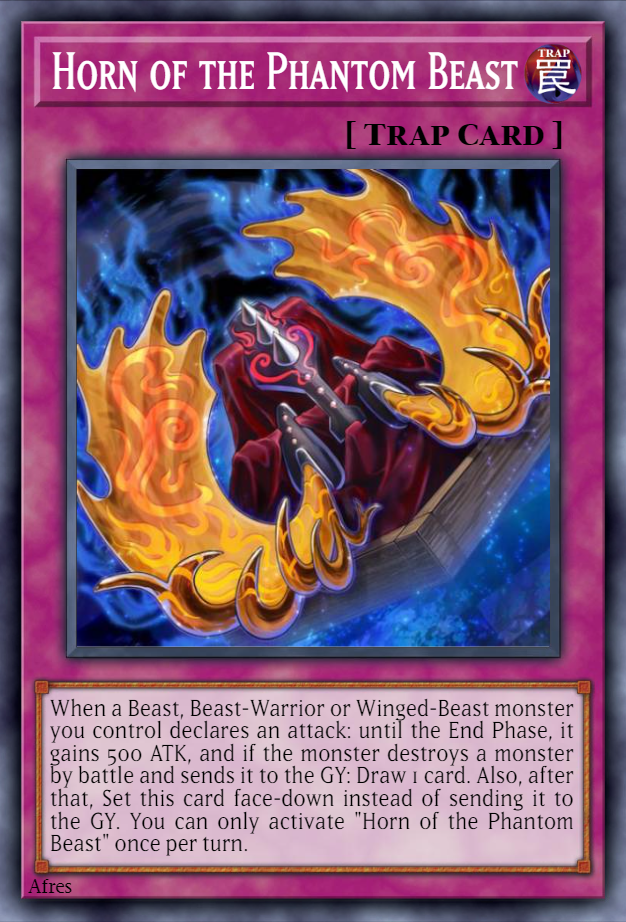 Horn of the Phantom Beast
TRAP
罠
[ Trap Card ]
When a Beast, Beast-Warrior or Winged-Beast monster
you control declares an attack: until the End Phase, it
gains 500 ATK, and if the monster destroys a monster
by battle and sends it to the GY: Draw 1 card. Also, after
that, Set this card face-down instead of sending it to
the GY. You can only activate "Horn of the Phantom
Beast" once per turn.
Afres